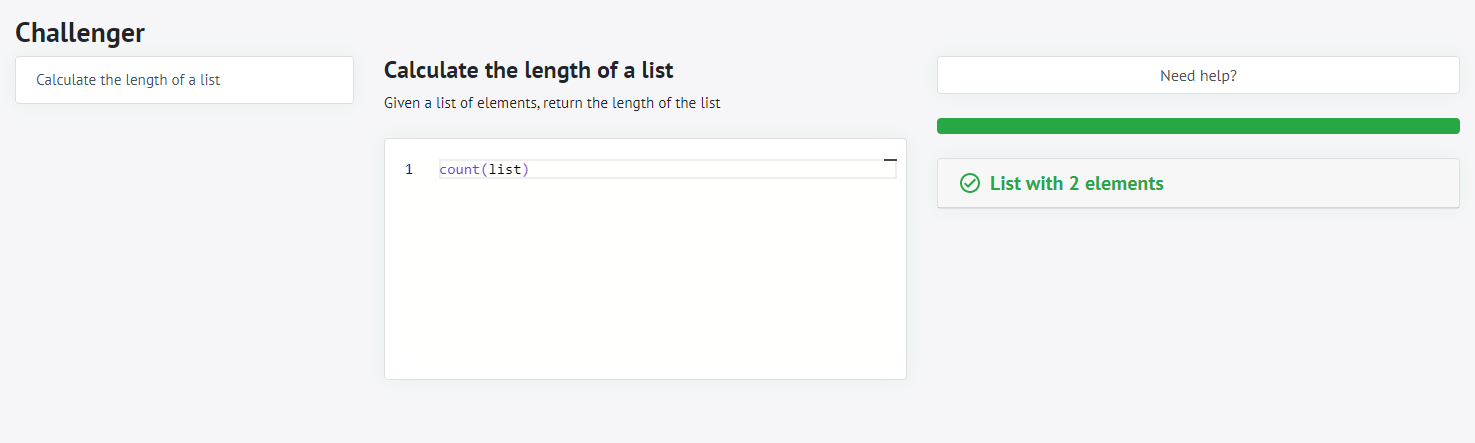 Challenger
Calculate the length of a list
Calculate the length of a list
Given a list of elements, return the length of the list
1 count(list)
Need help?
List with 2 elements